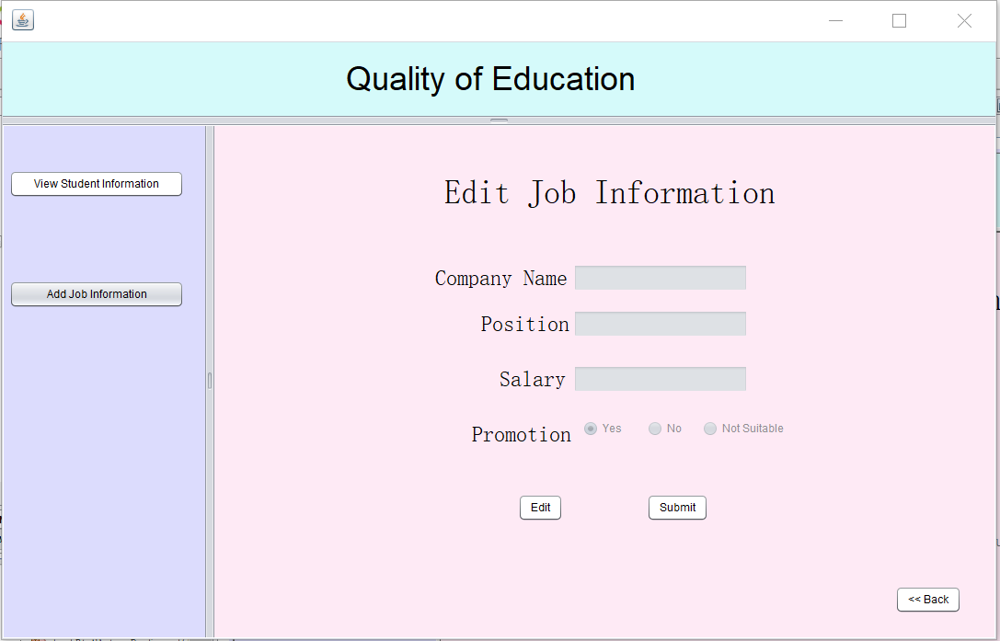 Quality of Education
View Student Information
Add Job Information
Edit Job Information
Company Name
Position
Salary
Promotion Yes No Not Suitable
Edit Submit
<< Back